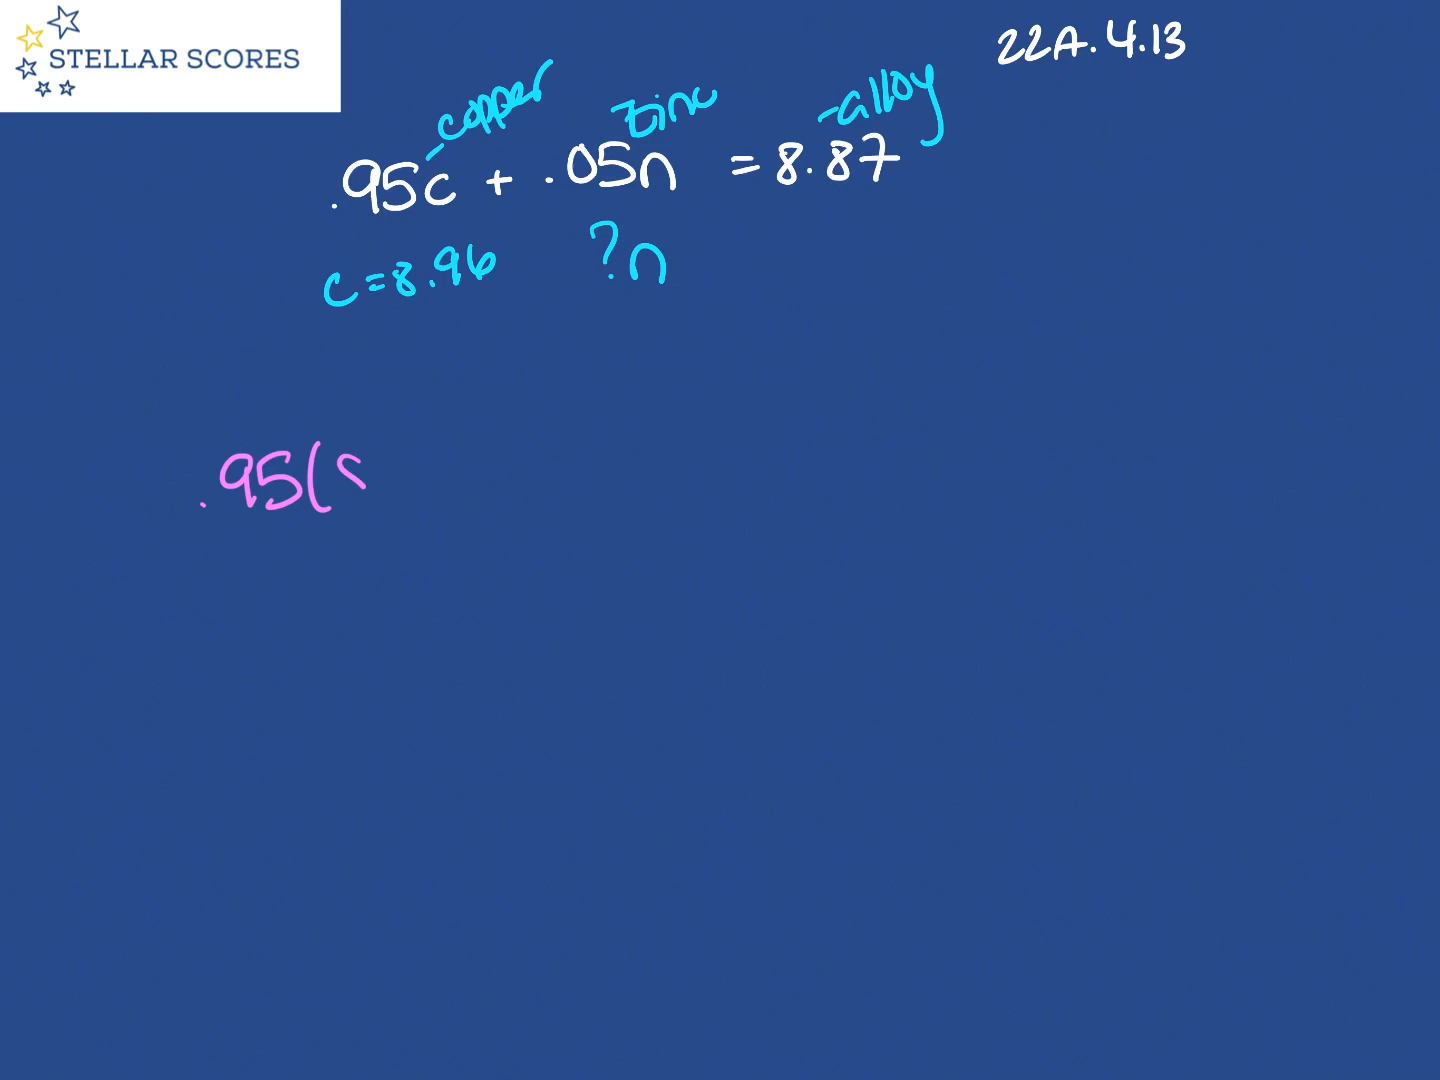 STELLAR SCORES
22A.4.13
-copper zinc -alloy
.95c + .05n = 8.87
c=8.96 ?n
.95(